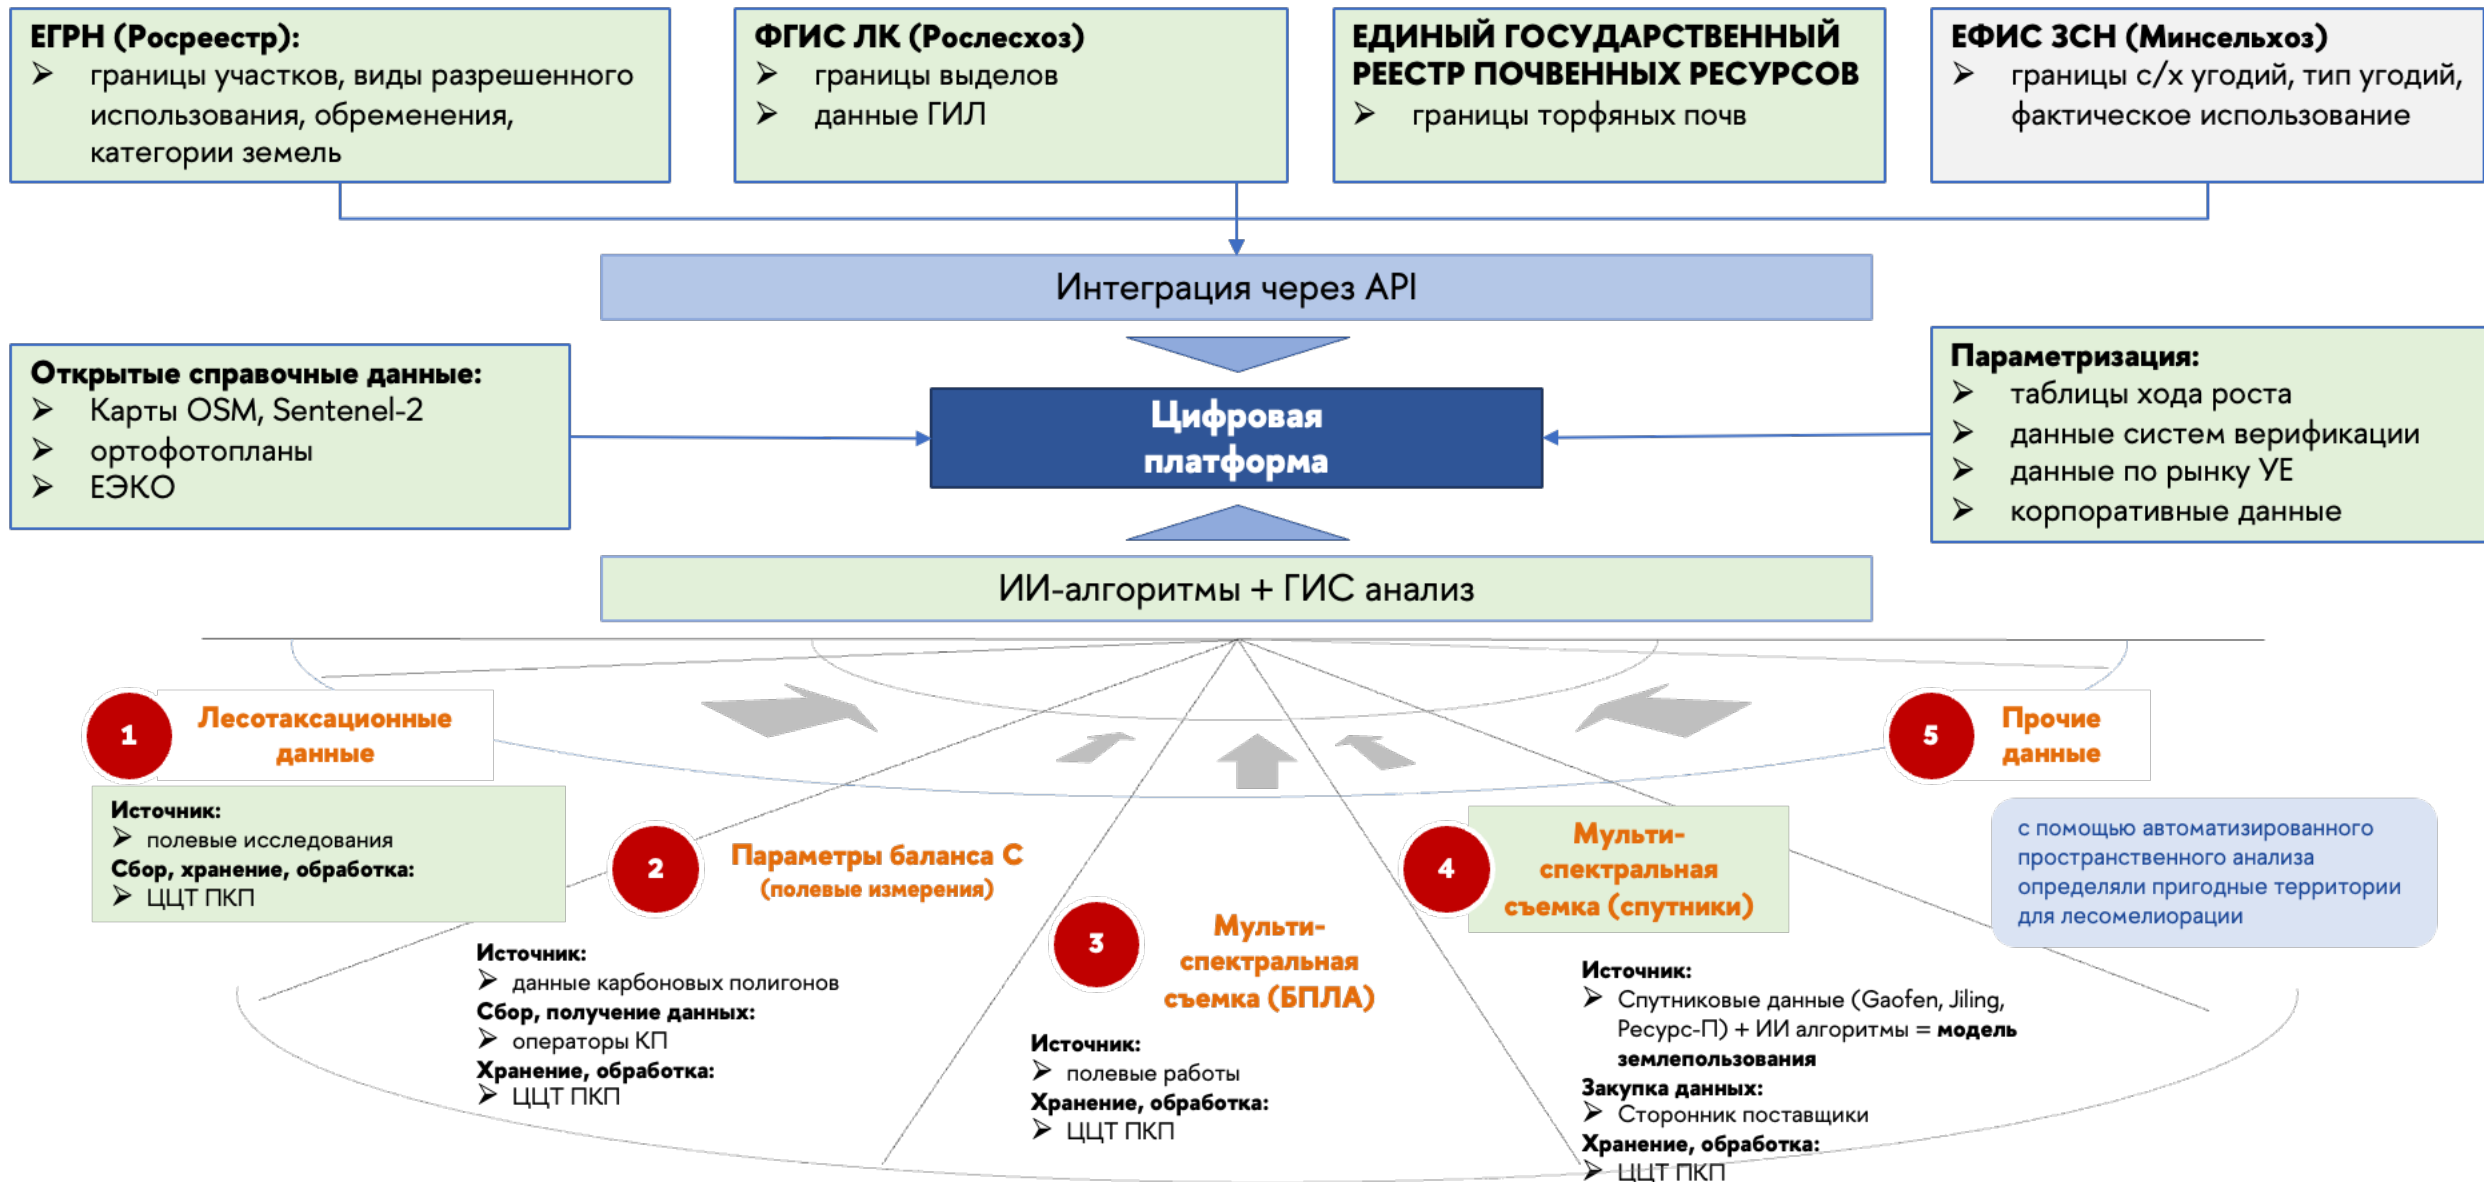 ЕГРН (Росреестр):
границы участков, виды разрешенного
использования, обременения,
категории земель
ФГИС ЛК (Рослесхоз)
границы выделов
данные ГИЛ
ЕДИНЫЙ ГОСУДАРСТВЕННЫЙ
РЕЕСТР ПОЧВЕННЫХ РЕСУРСОВ
границы торфяных почв
ЕФИС ЗСН (Минсельхоз)
границы с/х угодий, тип угодий,
фактическое использование
Интеграция через API
Открытые справочные данные:
Карты OSM, Sentenel-2
ортофотопланы
ЕЭКО
Цифровая
платформа
Параметризация:
таблицы хода роста
данные систем верификации
данные по рынку УЕ
корпоративные данные
ИИ-алгоритмы + ГИС анализ
1
Лесотаксационные
данные
Источник:
полевые исследования
Сбор, хранение, обработка:
ЦЦТ ПКП
2
Параметры баланса С
(полевые измерения)
Источник:
данные карбоновых полигонов
Сбор, получение данных:
операторы КП
Хранение, обработка:
ЦЦТ ПКП
3
Мульти-
спектральная
съемка (БПЛА)
Источник:
полевые работы
Хранение, обработка:
ЦЦТ ПКП
4
Мульти-
спектральная
съемка (спутники)
Источник:
Спутниковые данные (Gaofen, Jiling,
Ресурс-П) + ИИ алгоритмы = модель
землепользования
Закупка данных:
Сторонник поставщики
Хранение, обработка:
ЦЦТ ПКП
5
Прочие
данные
с помощью автоматизированного
пространственного анализа
определяли пригодные территории
для лесомелиорации